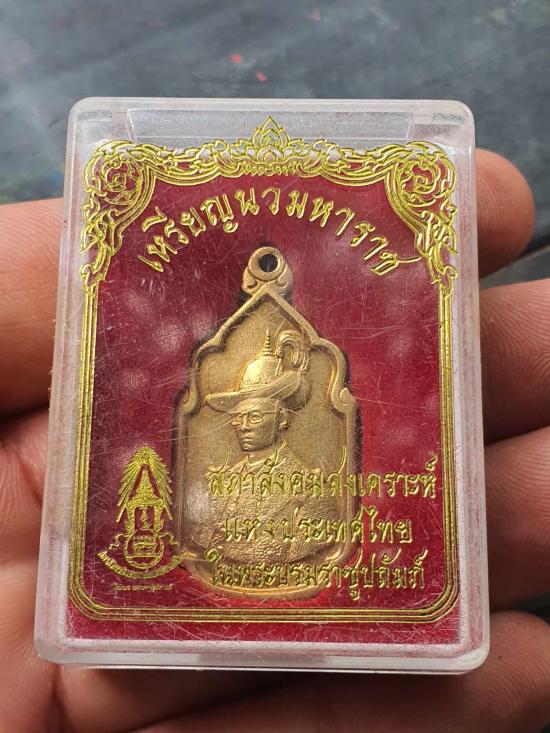 เหรียญนวมหาราช
สภาสังคมสงเคราะห์
แห่งประเทศไทย
ในพระบรมราชูปถัมภ์